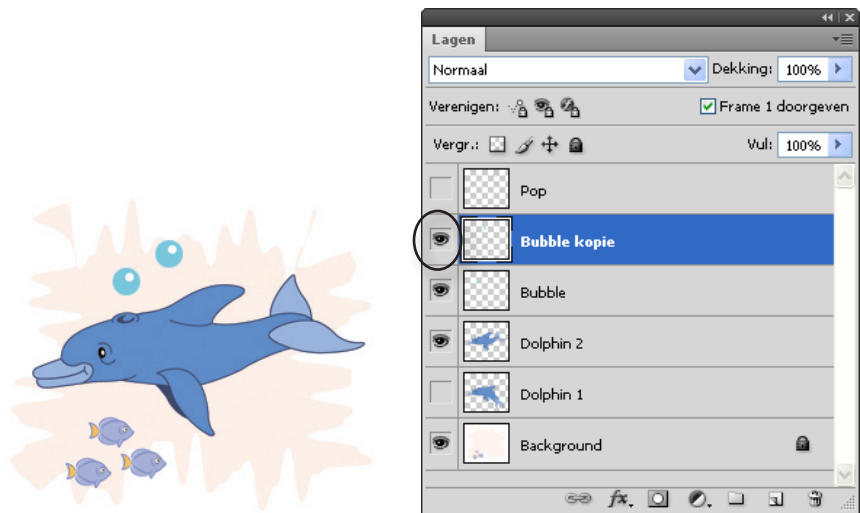 Lagen
Normaal Dekking: 100%
Verenigen: Frame 1 doorgeven
Vergr.: Vul: 100%
Pop
Bubble kopie
Bubble
Dolphin 2
Dolphin 1
Background
fx.